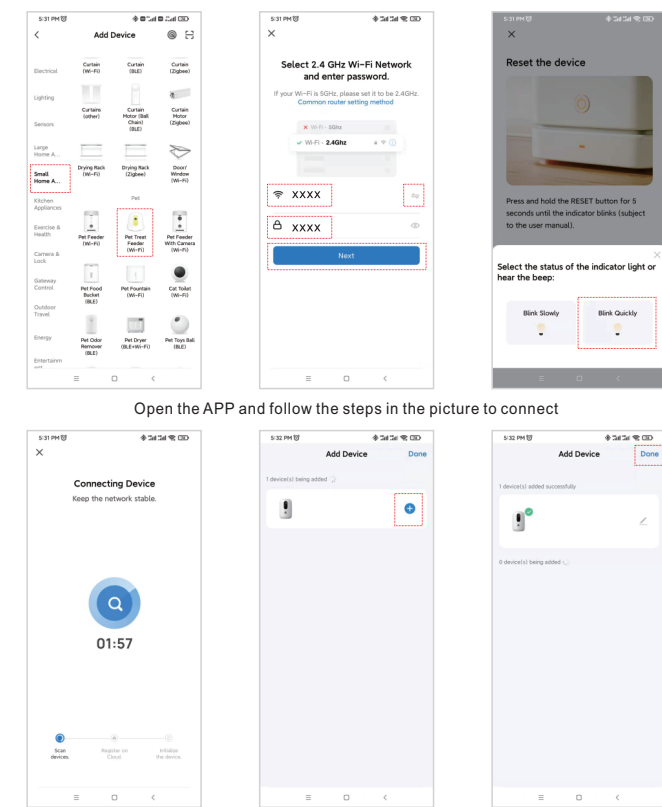 5:31 PM
Add Device
Electrical
Lighting
Sensors
Large
Home A...
Small
Home A...
Kitchen
Appliances
Exercise &
Health
Camera &
Lock
Gateway
Control
Outdoor
Travel
Energy
Entertainm
Curtain
(Wi-Fi)
Curtain
(BLE)
Curtain
(Zigbee)
Curtains
(other)
Curtain
Motor (Ball
Chain)
(BLE)
Curtain
Motor
(Zigbee)
Drying Rack
(Wi-Fi)
Drying Rack
(Zigbee)
Door/
Window
(Wi-Fi)
Pet
Pet Feeder
(Wi-Fi)
Pet Treat
Feeder
(Wi-Fi)
Pet Feeder
With Camera
(Wi-Fi)
Pet Food
Bucket
(BLE)
Pet Fountain
(Wi-Fi)
Cat Toilet
(Wi-Fi)
Pet Odor
Remover
(BLE)
Pet Dryer
(BLE+Wi-Fi)
Pet Toys Ball
(BLE)
5:31 PM
Select 2.4 GHz Wi-Fi Network
and enter password.
If your Wi-Fi is 5GHz, please set it to be 2.4GHz.
Common router setting method
Wi-Fi - 5Ghz
Wi-Fi - 2.4Ghz
XXXX
XXXX
Next
5:31 PM
Reset the device
Press and hold the RESET button for 5
seconds until the indicator blinks (subject
to the user manual).
Select the status of the indicator light or
hear the beep:
Blink Slowly
Blink Quickly
Open the APP and follow the steps in the picture to connect
5:31 PM
Connecting Device
Keep the network stable.
01:57
Scan
devices.
Register on
Cloud.
Initialize
the device.
5:32 PM
Add Device
Done
1 device(s) being added
5:32 PM
Add Device
Done
1 device(s) added successfully
0 device(s) being added